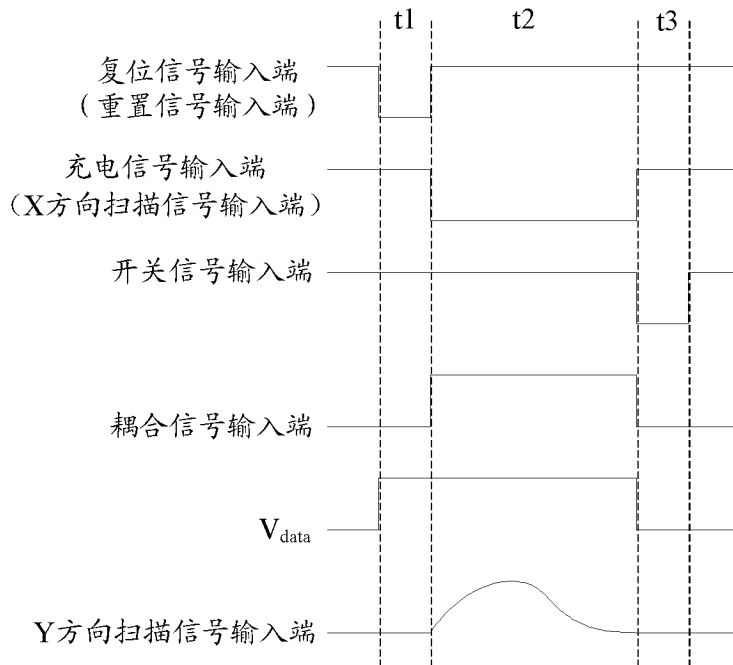 t1 t2 t3
复位信号输入端
(重置信号输入端)
充电信号输入端
(X方向扫描信号输入端)
开关信号输入端
耦合信号输入端
Vdata
Y方向扫描信号输入端